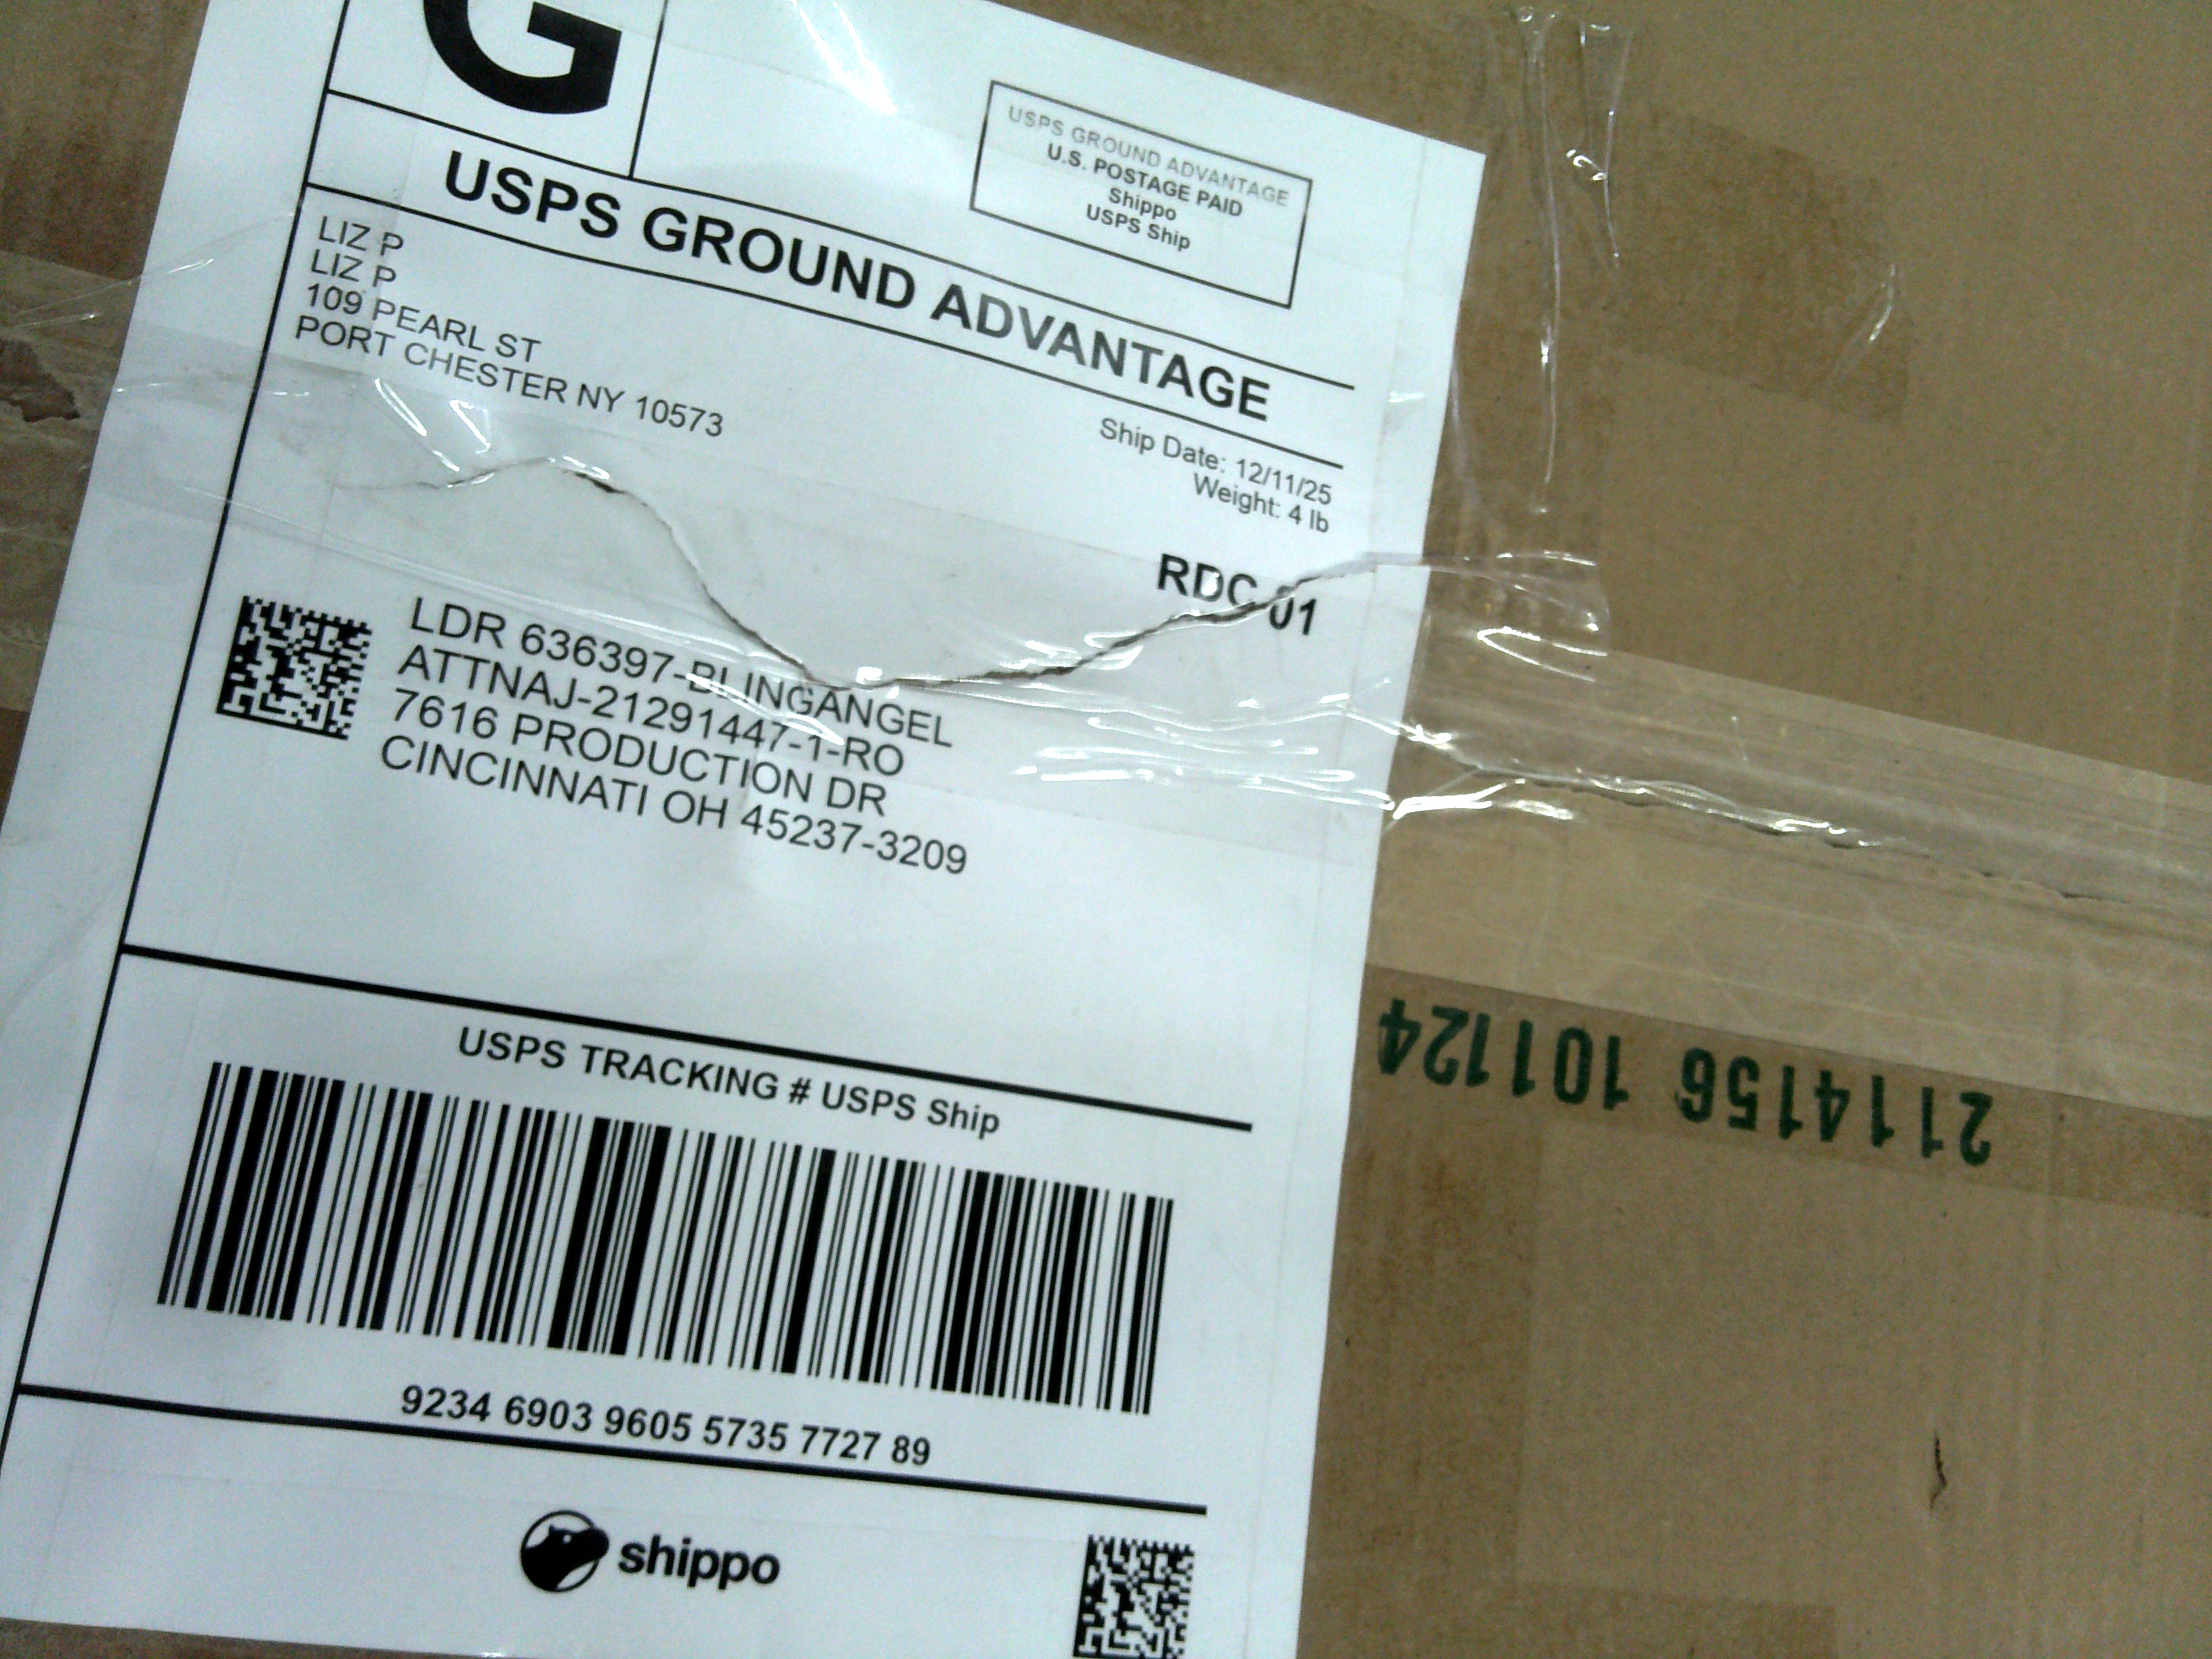 G
USPS GROUND ADVANTAGE
U.S. POSTAGE PAID
Shippo
USPS Ship
USPS GROUND ADVANTAGE
LIZ P
LIZ P
109 PEARL ST
PORT CHESTER NY 10573
Ship Date: 12/11/25
Weight: 4 lb
RDC 01
LDR 636397-BLINGANGEL
ATTNAJ-21291447-1-RO
7616 PRODUCTION DR
CINCINNATI OH 45237-3209
USPS TRACKING # USPS Ship
9234 6903 9605 5735 7727 89
shippo
2114156 101124